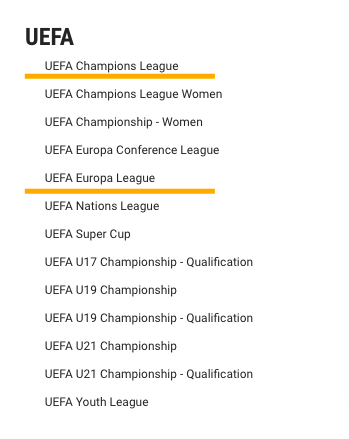 UEFA
UEFA Champions League
UEFA Champions League Women
UEFA Championship - Women
UEFA Europa Conference League
UEFA Europa League
UEFA Nations League
UEFA Super Cup
UEFA U17 Championship - Qualification
UEFA U19 Championship
UEFA U19 Championship - Qualification
UEFA U21 Championship
UEFA U21 Championship - Qualification
UEFA Youth League